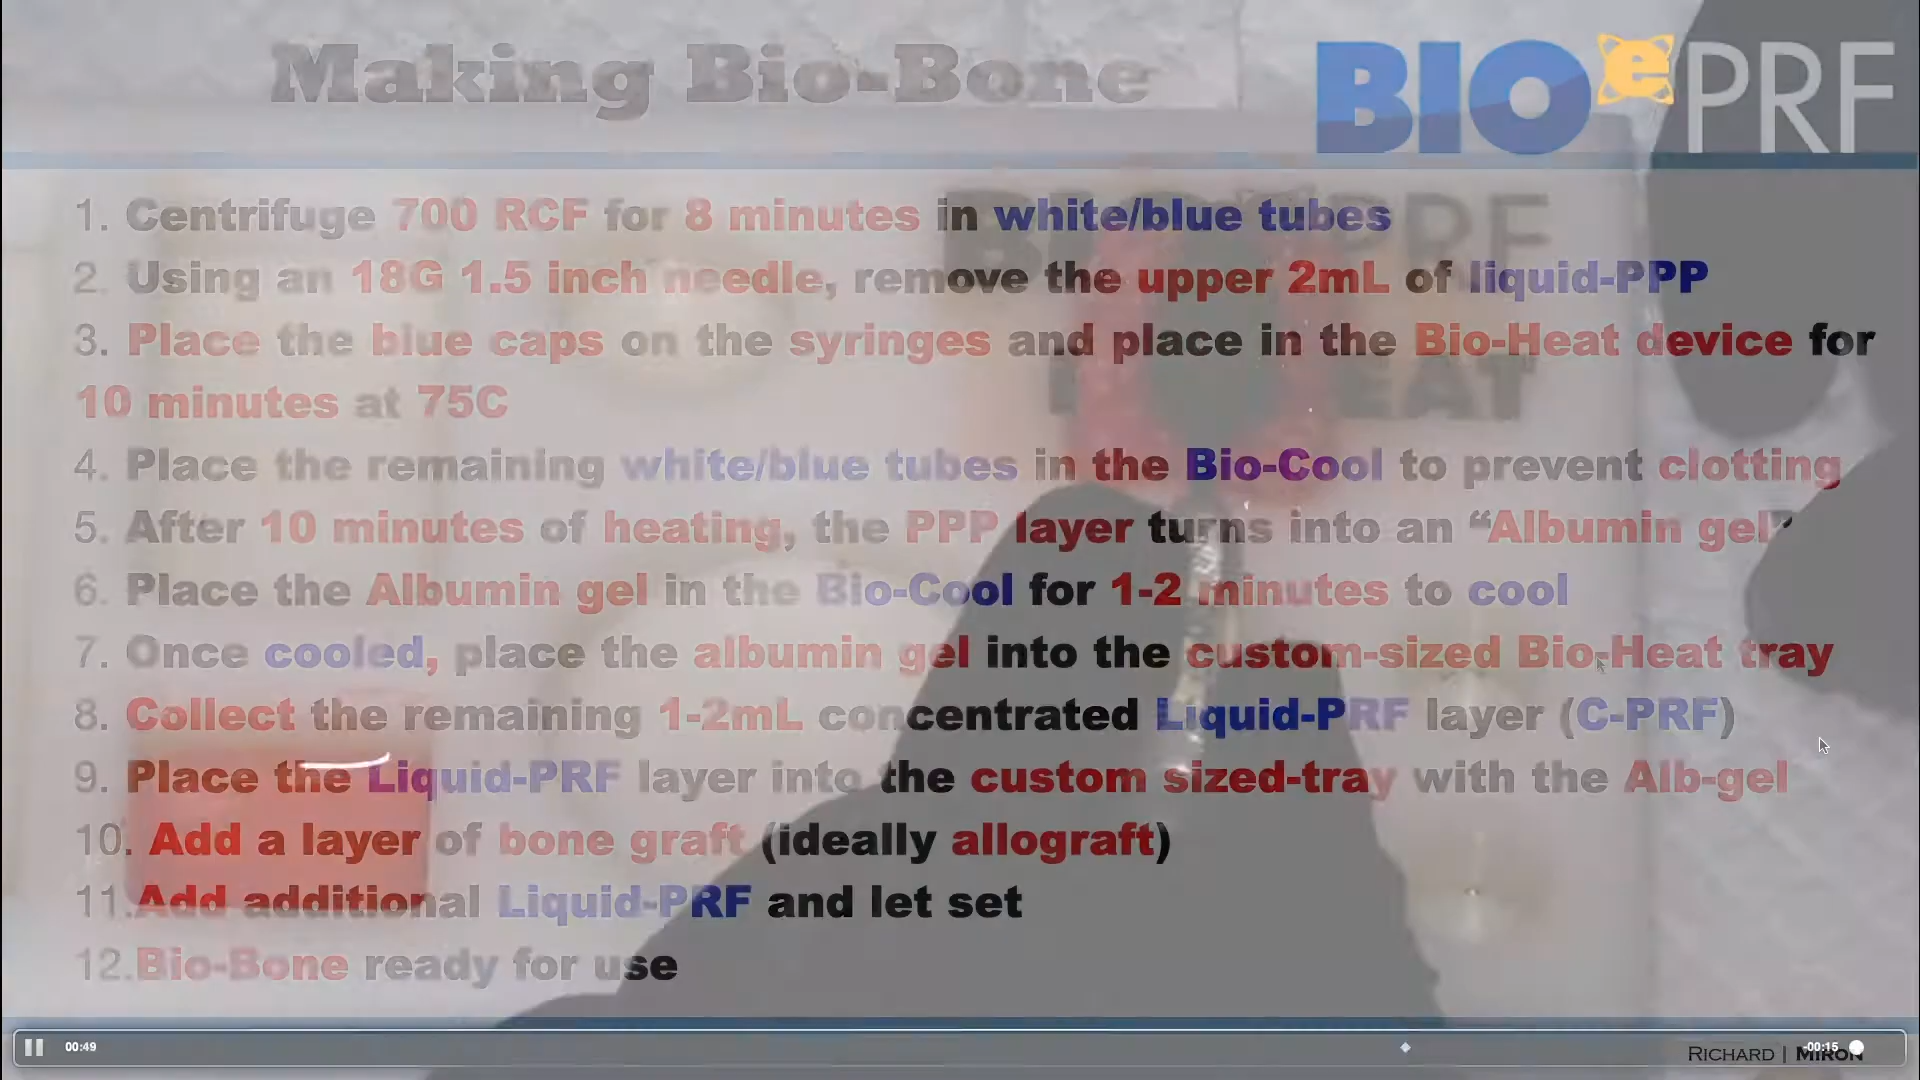 Making Bio-Bone
BIO e PRF
1. Centrifuge 700 RCF for 8 minutes in white/blue tubes
2. Using an 18G 1.5 inch needle, remove the upper 2mL of liquid-PPP
3. Place the blue caps on the syringes and place in the Bio-Heat device for
10 minutes at 75C
4. Place the remaining white/blue tubes in the Bio-Cool to prevent clotting
5. After 10 minutes of heating, the PPP layer turns into an “Albumin gel”
6. Place the Albumin gel in the Bio-Cool for 1-2 minutes to cool
7. Once cooled, place the albumin gel into the custom-sized Bio-Heat tray
8. Collect the remaining 1-2mL concentrated Liquid-PRF layer (C-PRF)
9. Place the Liquid-PRF layer into the custom sized-tray with the Alb-gel
10. Add a layer of bone graft (ideally allograft)
11. Add additional Liquid-PRF and let set
12. Bio-Bone ready for use
00:49
-00:15
RICHARD | MIRON